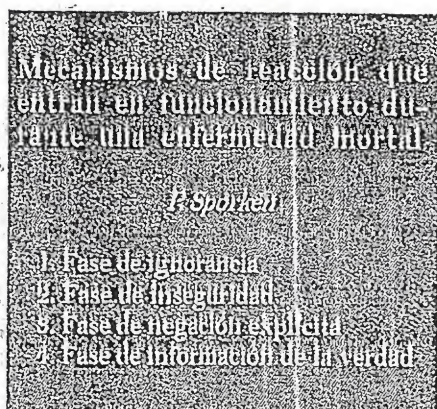 Mecanismos de reacción que
entran en funcionamiento du-
rante una enfermedad mortal
P. Sporken
1. Fase de ignorancia
2. Fase de inseguridad
3. Fase de negación explícita
4. Fase de información de la verdad